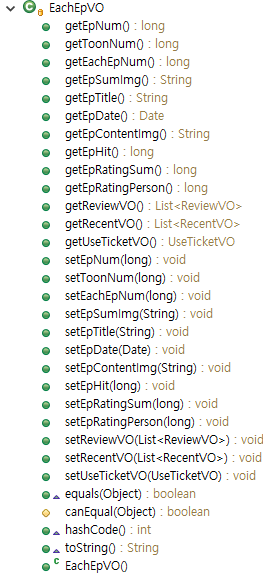 EachEpVO
getEpNum() : long
getToonNum() : long
getEachEpNum() : long
getEpSumImg() : String
getEpTitle() : String
getEpDate() : Date
getEpContentImg() : String
getEpHit() : long
getEpRatingSum() : long
getEpRatingPerson() : long
getReviewVO() : List<ReviewVO>
getRecentVO() : List<RecentVO>
getUseTicketVO() : UseTicketVO
setEpNum(long) : void
setToonNum(long) : void
setEachEpNum(long) : void
setEpSumImg(String) : void
setEpTitle(String) : void
setEpDate(Date) : void
setEpContentImg(String) : void
setEpHit(long) : void
setEpRatingSum(long) : void
setEpRatingPerson(long) : void
setReviewVO(List<ReviewVO>) : void
setRecentVO(List<RecentVO>) : void
setUseTicketVO(UseTicketVO) : void
equals(Object) : boolean
canEqual(Object) : boolean
hashCode() : int
toString() : String
EachEpVO()